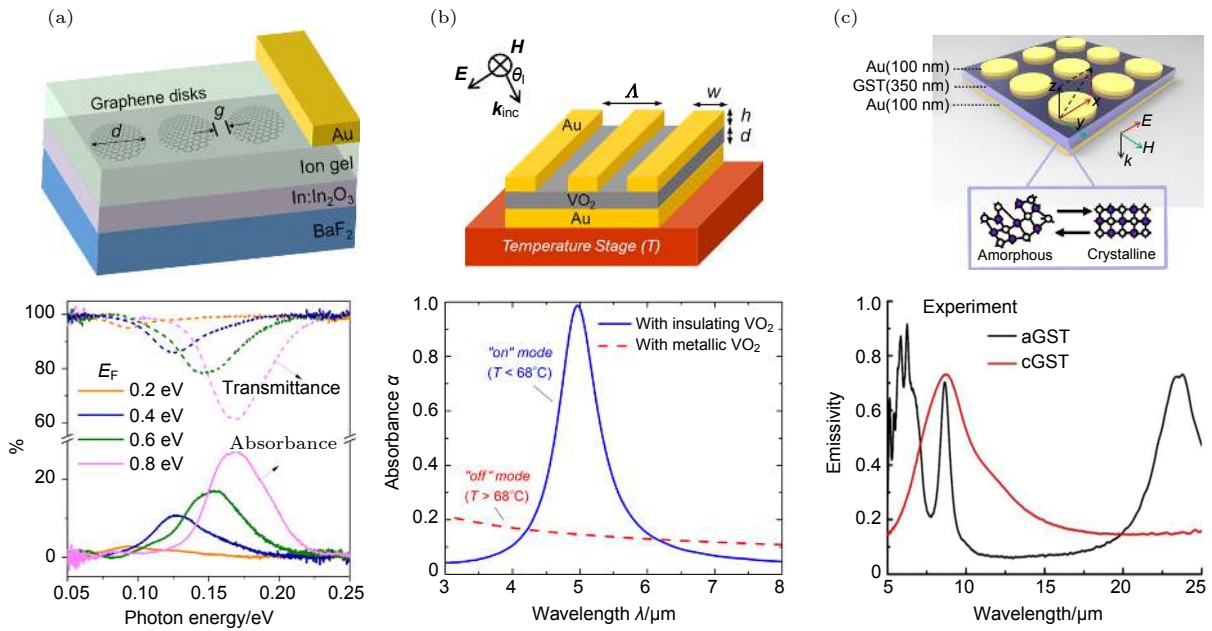 (a)
Graphene disks
d
g
Au
Ion gel
In:In₂O₃
BaF₂
100
80
60
20
0
%
E_F
0.2 eV
0.4 eV
0.6 eV
0.8 eV
Transmittance
Absorbance
0.05 0.10 0.15 0.20 0.25
Photon energy/eV
(b)
H
E
θ_i
k_inc
Λ
w
h
d
Au
VO₂
Au
Temperature Stage (T)
1.0
0.8
0.6
0.4
0.2
0
Absorbance α
With insulating VO₂
With metallic VO₂
"on" mode
(T < 68°C)
"off" mode
(T > 68°C)
3 4 5 6 7 8
Wavelength λ/μm
(c)
Au(100 nm)
GST(350 nm)
Au(100 nm)
z
x
y
E
H
k
Amorphous
Crystalline
1.0
0.8
0.6
0.4
0.2
0.0
Emissivity
Experiment
aGST
cGST
5 10 15 20 25
Wavelength/μm